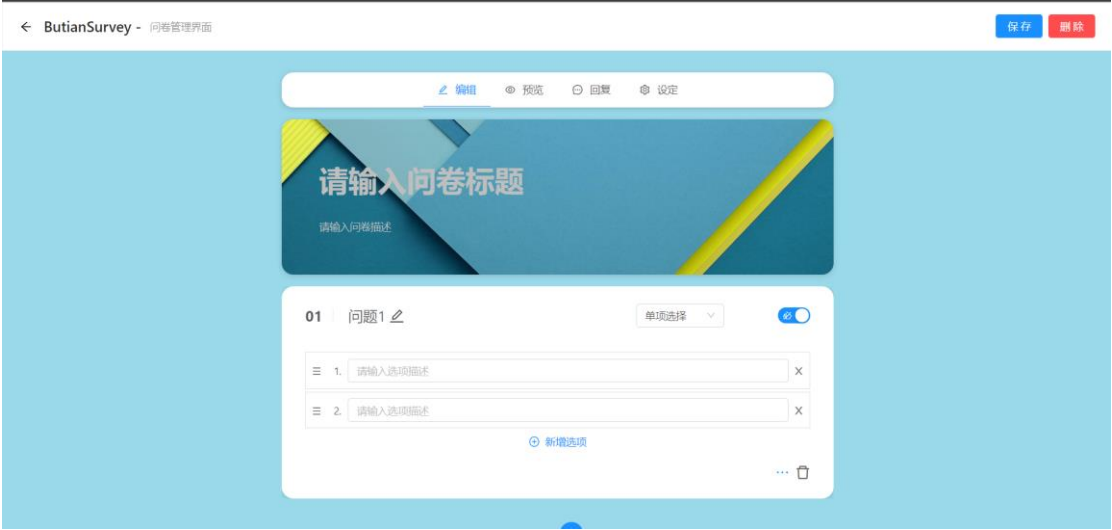 ButianSurvey - 问卷管理界面
保存 删除
编辑 预览 回复 设定
请输入问卷标题
请输入问卷描述
01 问题1 单项选择 必
1. 请输入选项描述 X
2. 请输入选项描述 X
新增选项